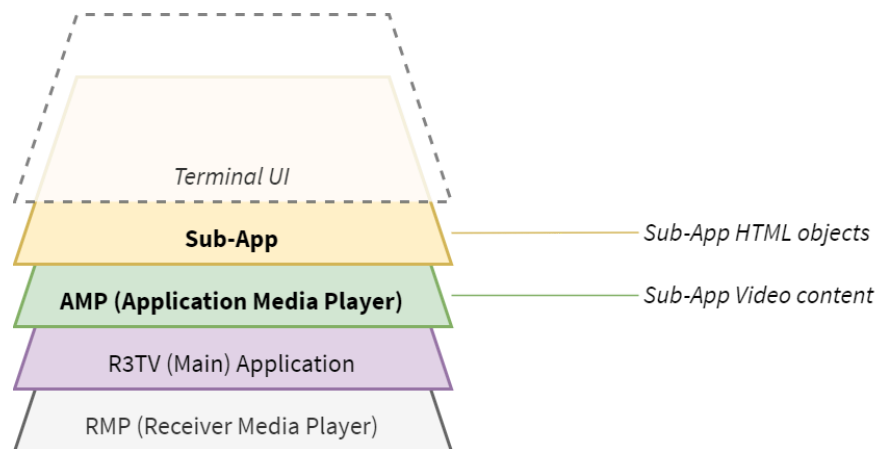 Terminal UI
Sub-App
Sub-App HTML objects
AMP (Application Media Player)
Sub-App Video content
R3TV (Main) Application
RMP (Receiver Media Player)